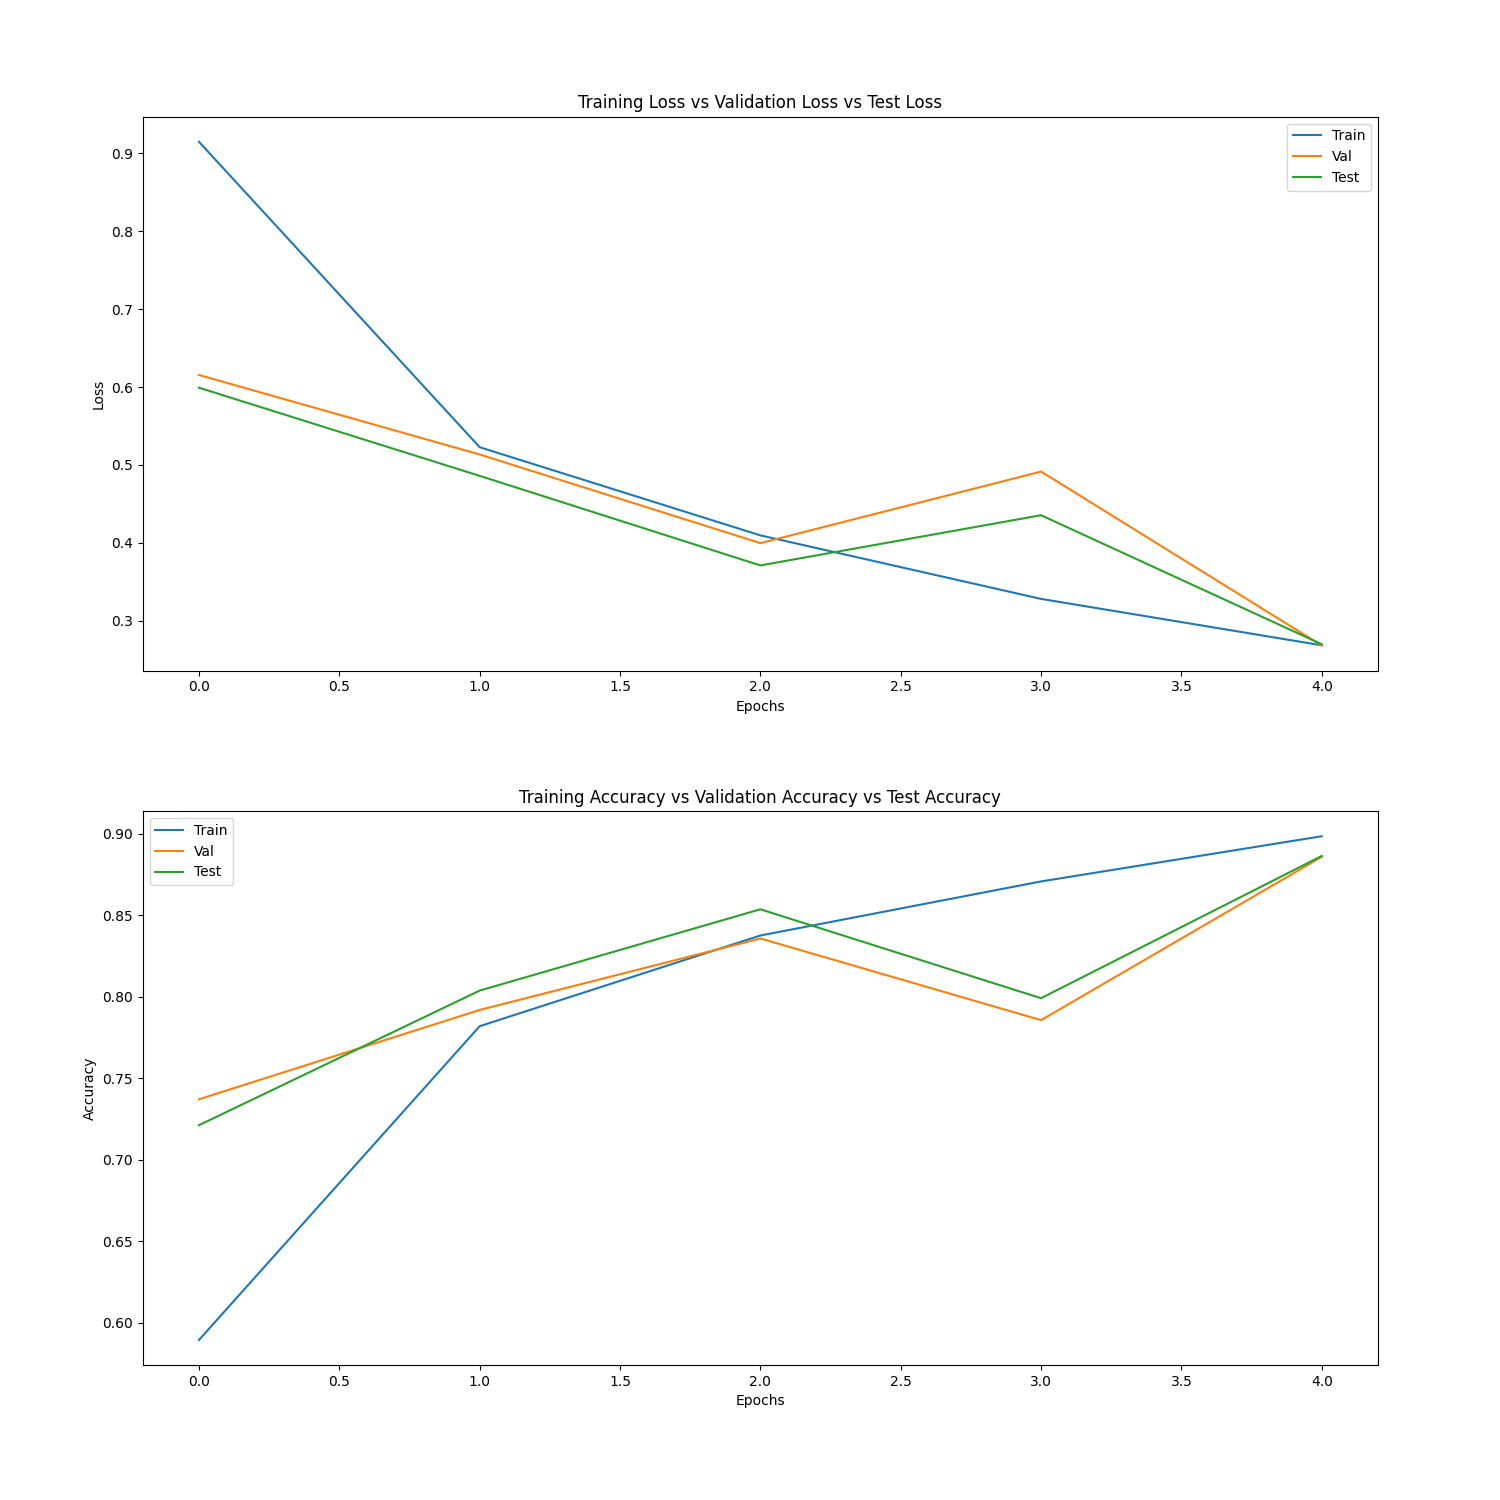 Training Loss vs Validation Loss vs Test Loss
Train
Val
Test
0.9
0.8
0.7
0.6
0.5
0.4
0.3
Loss
0.0 0.5 1.0 1.5 2.0 2.5 3.0 3.5 4.0
Epochs
Training Accuracy vs Validation Accuracy vs Test Accuracy
Train
Val
Test
0.90
0.85
0.80
0.75
0.70
0.65
0.60
Accuracy
0.0 0.5 1.0 1.5 2.0 2.5 3.0 3.5 4.0
Epochs